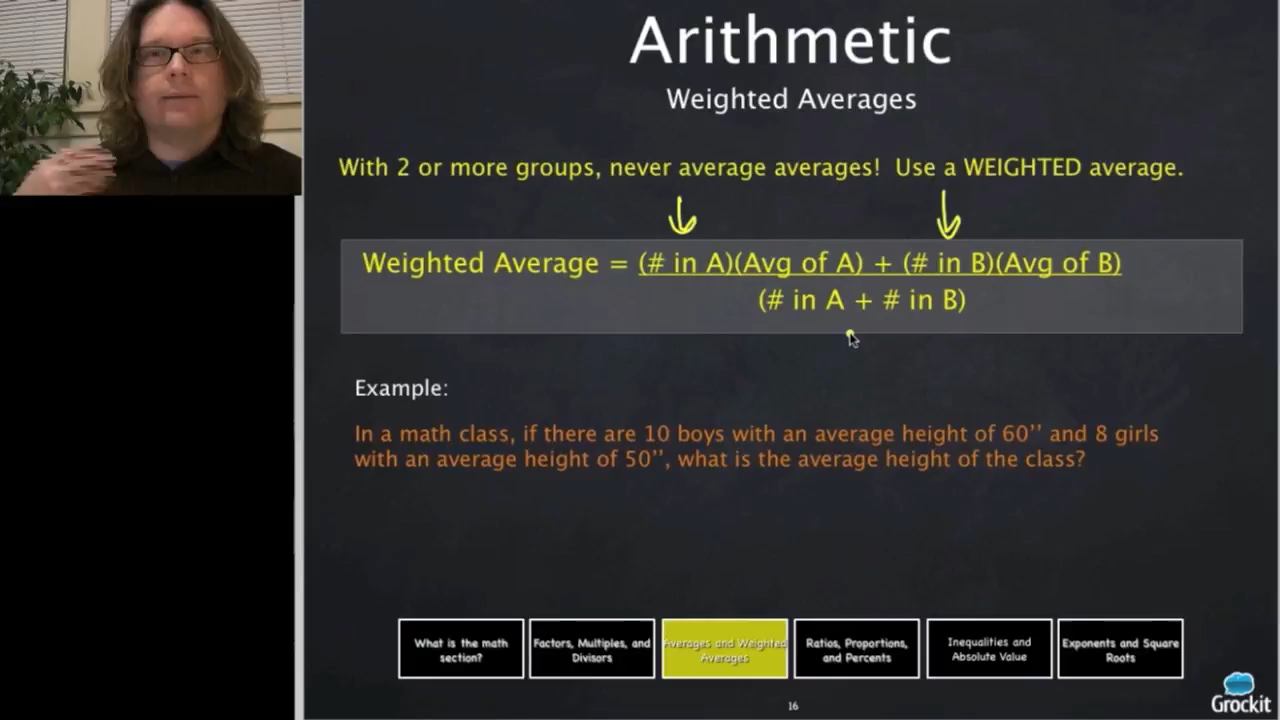 Arithmetic
Weighted Averages
With 2 or more groups, never average averages! Use a WEIGHTED average.
Weighted Average = (# in A)(Avg of A) + (# in B)(Avg of B)
(# in A + # in B)
Example:
In a math class, if there are 10 boys with an average height of 60’’ and 8 girls
with an average height of 50’’, what is the average height of the class?
What is the math
section?
Factors, Multiples, and
Divisors
Averages and Weighted
Averages
Ratios, Proportions,
and Percents
Inequalities and
Absolute Value
Exponents and Square
Roots
16
Grockit